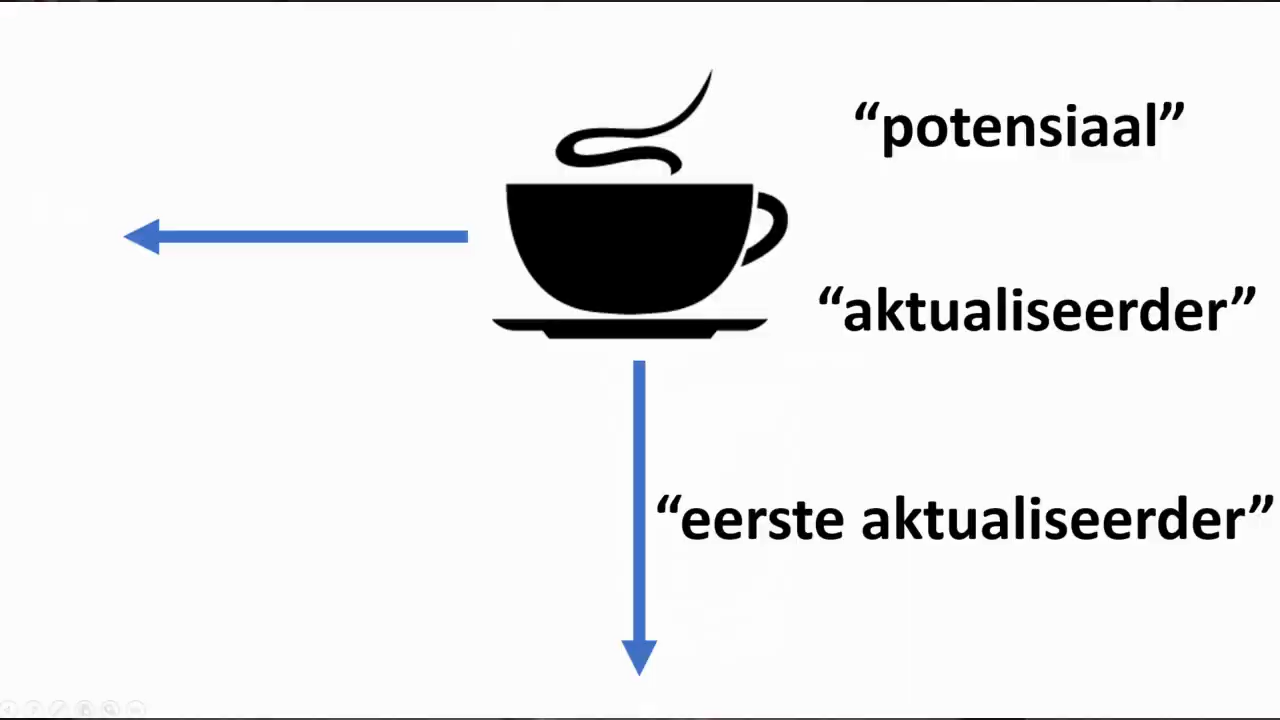 “potensiaal”
“aktualiseerder”
“eerste aktualiseerder”